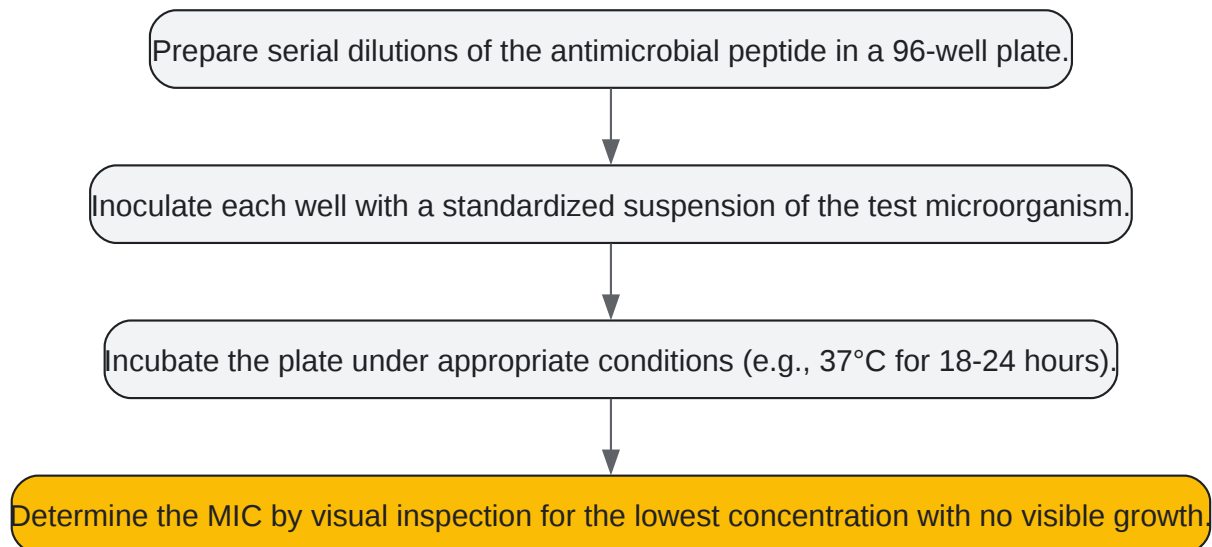 Prepare serial dilutions of the antimicrobial peptide in a 96-well plate.
Inoculate each well with a standardized suspension of the test microorganism.
Incubate the plate under appropriate conditions (e.g., 37°C for 18-24 hours).
Determine the MIC by visual inspection for the lowest concentration with no visible growth.